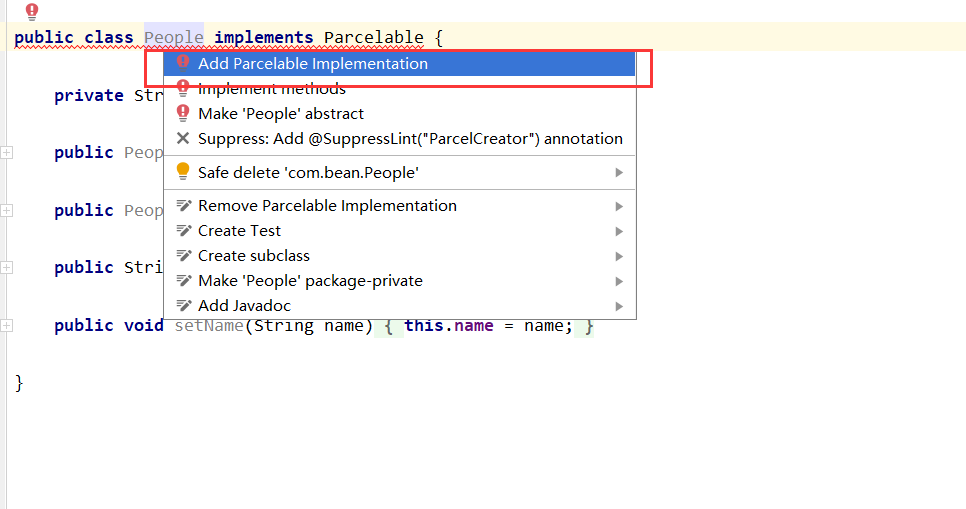 public class People implements Parcelable {
Add Parcelable Implementation
Implement methods
private Str
Make 'People' abstract
Suppress: Add @SuppressLint("ParcelCreator") annotation
public Peop
Safe delete 'com.bean.People'
Remove Parcelable Implementation
public Peop
Create Test
Create subclass
public Stri
Make 'People' package-private
Add Javadoc
public void setName(String name) { this.name = name; }
}